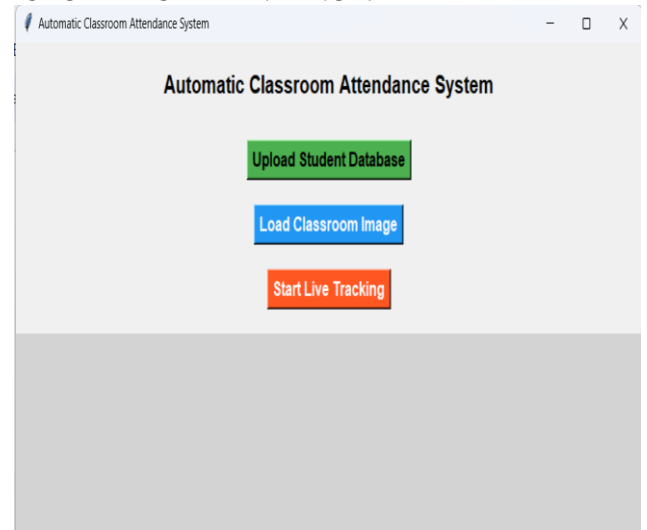 Automatic Classroom Attendance System
Automatic Classroom Attendance System
Upload Student Database
Load Classroom Image
Start Live Tracking